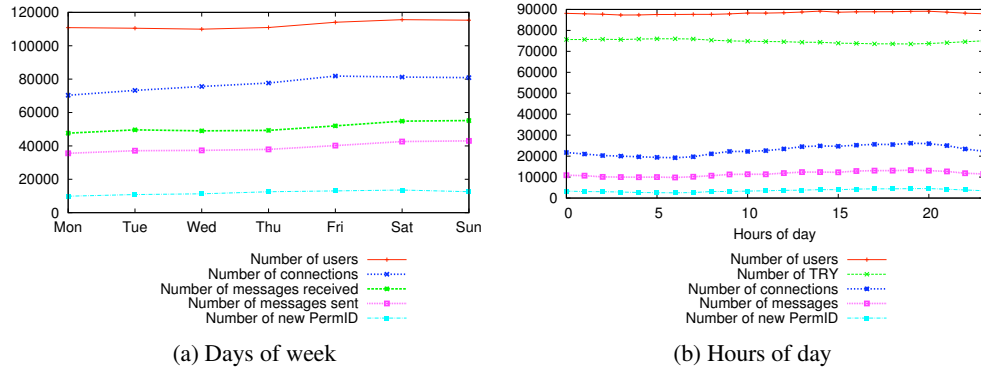 120000
100000
80000
60000
40000
20000
0
Mon Tue Wed Thu Fri Sat Sun
Number of users
Number of connections
Number of messages received
Number of messages sent
Number of new PermID
(a) Days of week
90000
80000
70000
60000
50000
40000
30000
20000
10000
0
0 5 10 15 20
Hours of day
Number of users
Number of TRY
Number of connections
Number of messages
Number of new PermID
(b) Hours of day